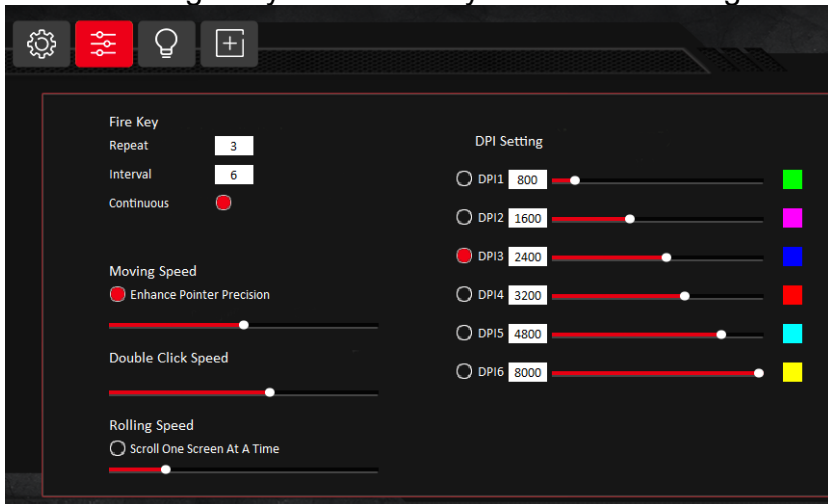 Fire Key
Repeat 3
Interval 6
Continuous
Moving Speed
Enhance Pointer Precision
Double Click Speed
Rolling Speed
Scroll One Screen At A Time
DPI Setting
DPI1 800
DPI2 1600
DPI3 2400
DPI4 3200
DPI5 4800
DPI6 8000